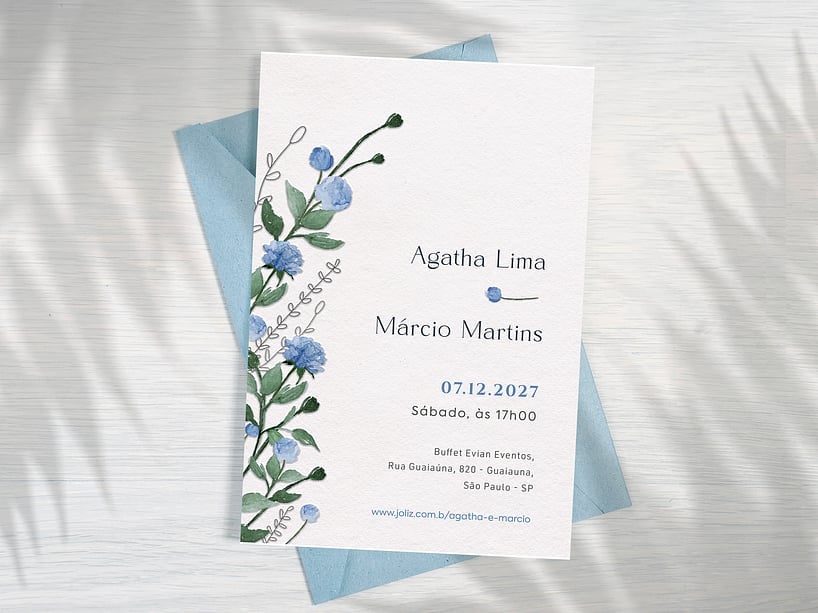 Agatha Lima
Márcio Martins
07.12.2027
Sábado, às 17h00
Buffet Evian Eventos,
Rua Guaiaúna, 820 - Guaiauna,
São Paulo - SP
www.joliz.com.b/agatha-e-marcio